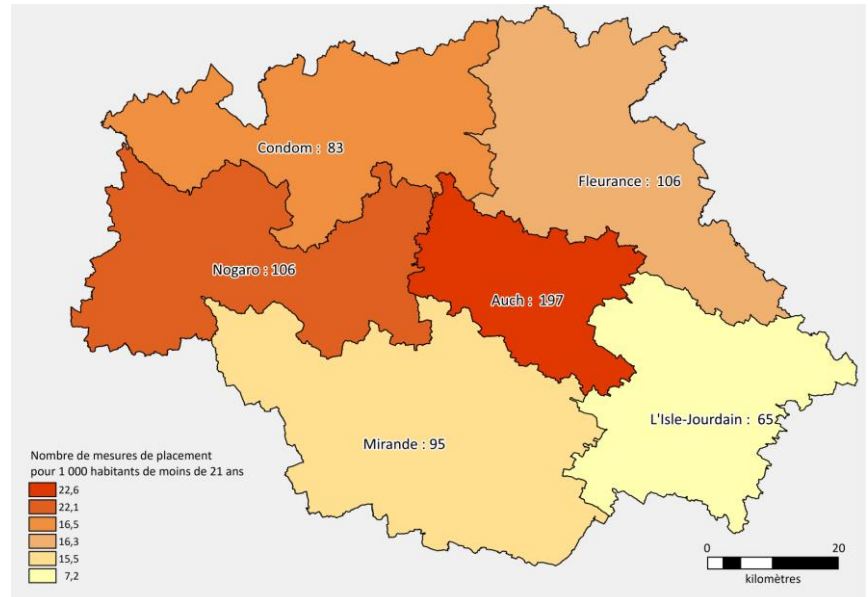 Condom : 83
Fleurance : 106
Nogaro : 106
Auch : 197
L'Isle-Jourdain : 65
Mirande : 95
Nombre de mesures de placement
pour 1 000 habitants de moins de 21 ans
22,6
22,1
16,5
16,3
15,5
7,2
0 20
kilomètres